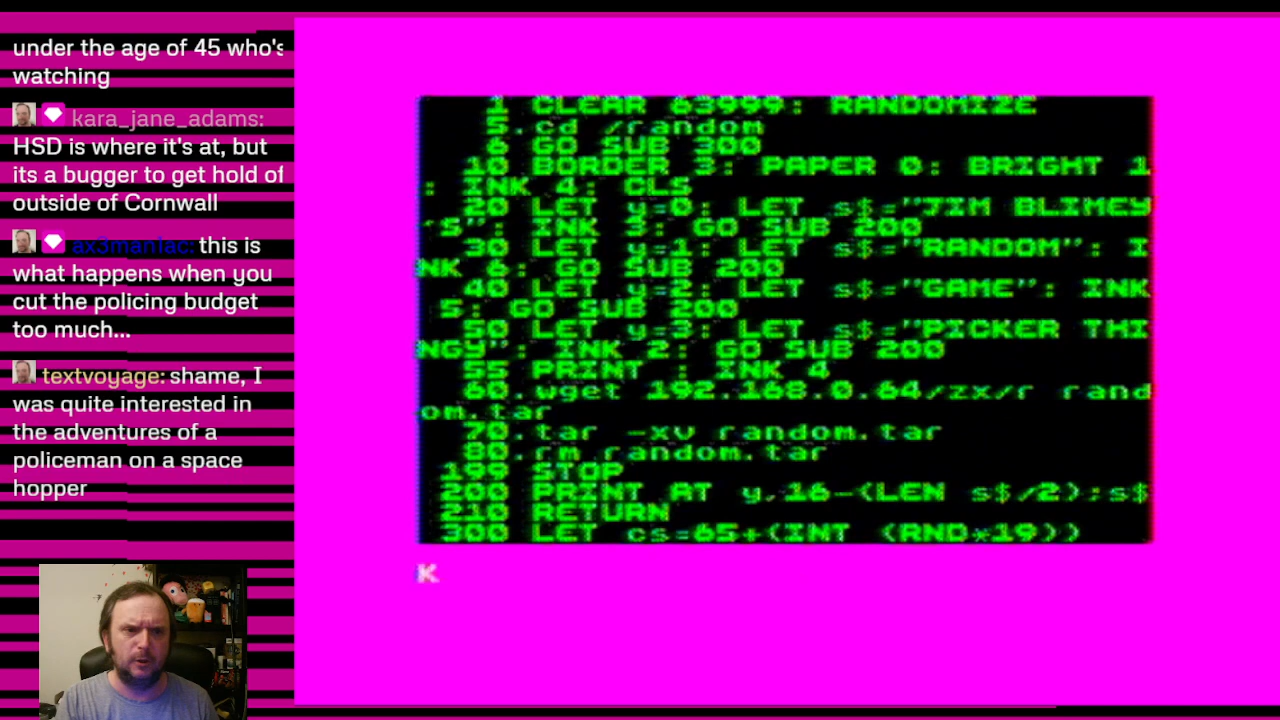 under the age of 45 who's
watching
kara_jane_adams:
HSD is where it's at, but
its a bugger to get hold of
outside of Cornwall
ax3man1ac: this is
what happens when you
cut the policing budget
too much...
textvoyage: shame, I
was quite interested in
the adventures of a
policeman on a space
hopper
1 CLEAR 63999: RANDOMIZE
5.cd /random
6 GO SUB 300
10 BORDER 3: PAPER 0: BRIGHT 1
: INK 4: CLS
20 LET y=0: LET s$="JIM BLIMEY
'S": INK 3: GO SUB 200
30 LET y=1: LET s$="RANDOM": I
NK 6: GO SUB 200
40 LET y=2: LET s$="GAME": INK
5: GO SUB 200
50 LET y=3: LET s$="PICKER THI
NGY": INK 2: GO SUB 200
55 PRINT : INK 4
60.wget 192.168.0.64/zx/r rand
om.tar
70.tar -xv random.tar
80.rm random.tar
199 STOP
200 PRINT AT y,16-(LEN s$/2);s$
210 RETURN
300 LET cs=65+(INT (RND*19))
K